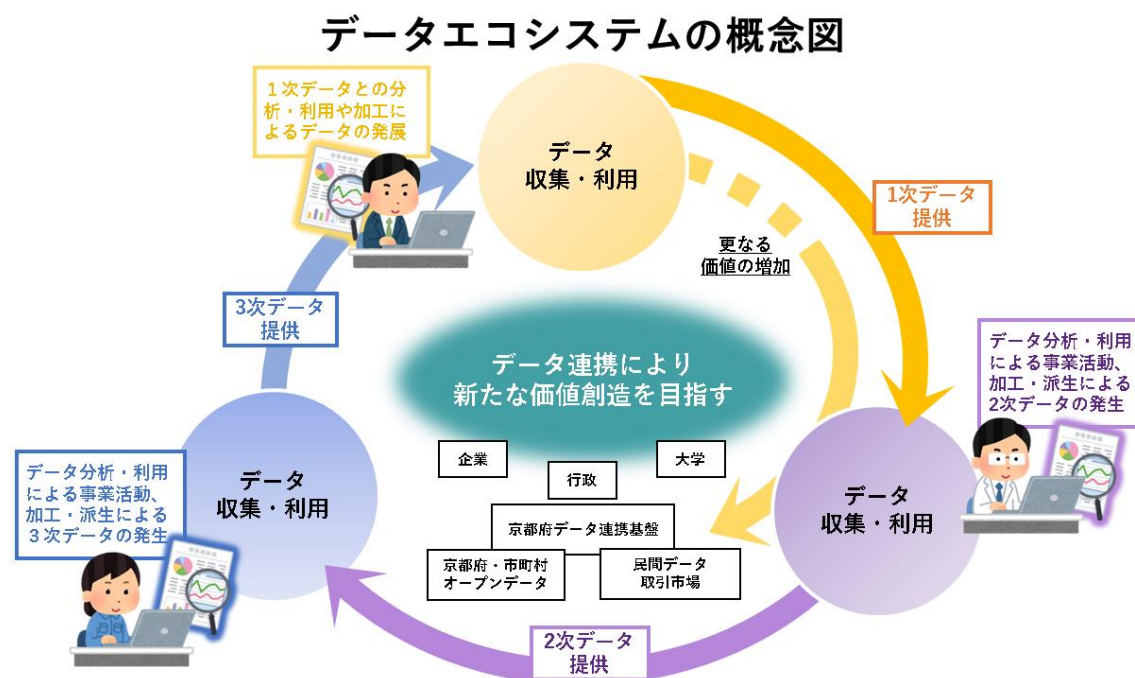 データエコシステムの概念図
１次データとの分
析・利用や加工に
よるデータの発展
データ
収集・利用
1次データ
提供
更なる
価値の増加
3次データ
提供
データ連携により
新たな価値創造を目指す
データ分析・利用
による事業活動、
加工・派生による
2次データの発生
企業
行政
大学
データ分析・利用
による事業活動、
加工・派生による
３次データの発生
データ
収集・利用
データ
収集・利用
京都府データ連携基盤
京都府・市町村
オープンデータ
民間データ
取引市場
2次データ
提供